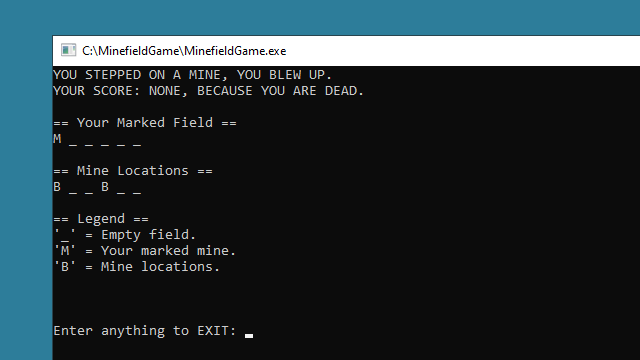 C:\MinefieldGame\MinefieldGame.exe
YOU STEPPED ON A MINE, YOU BLEW UP.
YOUR SCORE: NONE, BECAUSE YOU ARE DEAD.
== Your Marked Field ==
M _ _ _ _ _
== Mine Locations ==
B _ _ B _ _
== Legend ==
'_' = Empty field.
'M' = Your marked mine.
'B' = Mine locations.
Enter anything to EXIT: